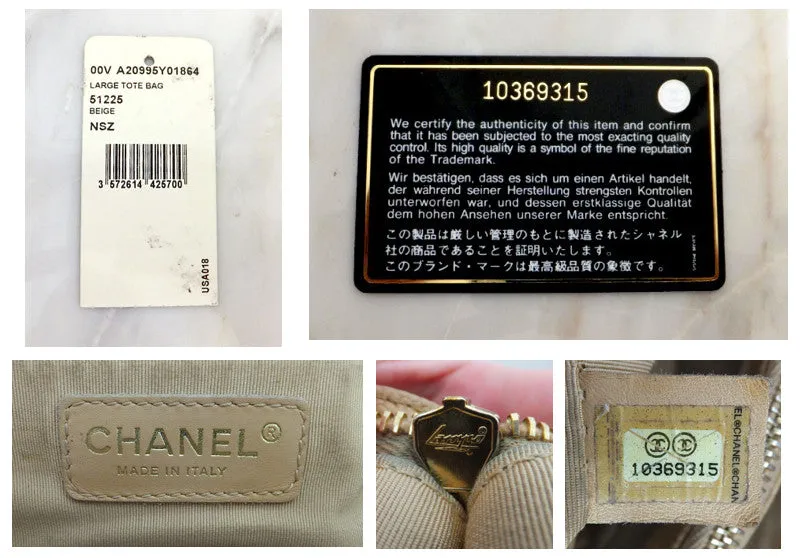 00V A20995Y01864
LARGE TOTE BAG
51225
BEIGE
NSZ
3 572614 425700
USA018
10369315
We certify the authenticity of this item and confirm
that it has been subjected to the most exacting quality
control. Its high quality is a symbol of the fine reputation
of the Trademark.
Wir bestätigen, dass es sich um einen Artikel handelt,
der während seiner Herstellung strengsten Kontrollen
unterworfen war, und dessen erstklassige Qualität
dem hohen Ansehen unserer Marke entspricht.
この製品は厳しい管理のもとに製造されたシャネル
社の商品であることを証明いたします。
このブランド・マークは最高級品質の象徴です。
CHANEL®
MADE IN ITALY
Lampo
EL®CHANEL®CHAN
10369315